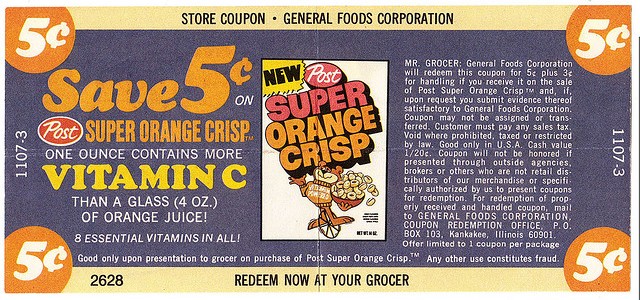 STORE COUPON • GENERAL FOODS CORPORATION
5¢
5¢
Save 5¢
ON
Post SUPER ORANGE CRISP™
ONE OUNCE CONTAINS MORE
VITAMIN C
THAN A GLASS (4 OZ.)
OF ORANGE JUICE!
8 ESSENTIAL VITAMINS IN ALL!
1107-3
NEW
Post
SUPER
ORANGE
CRISP
MR. GROCER: General Foods Corporation
will redeem this coupon for 5¢ plus 3¢
for handling if you receive it on the sale
of Post Super Orange Crisp™ and, if,
upon request you submit evidence thereof
satisfactory to General Foods Corporation.
Coupon may not be assigned or trans-
ferred. Customer must pay any sales tax.
Void where prohibited, taxed or restricted
by law. Good only in U.S.A. Cash value
1/20¢. Coupon will not be honored if
presented through outside agencies,
brokers or others who are not retail dis-
tributors of our merchandise or specifi-
cally authorized by us to present coupons
for redemption. For redemption of prop-
erly received and handled coupon, mail
to GENERAL FOODS CORPORATION,
COUPON REDEMPTION OFFICE, P.O.
BOX 103, Kankakee, Illinois 60901.
Offer limited to 1 coupon per package
1107-3
Good only upon presentation to grocer on purchase of Post Super Orange Crisp.™ Any other use constitutes fraud.
5¢
5¢
2628
REDEEM NOW AT YOUR GROCER